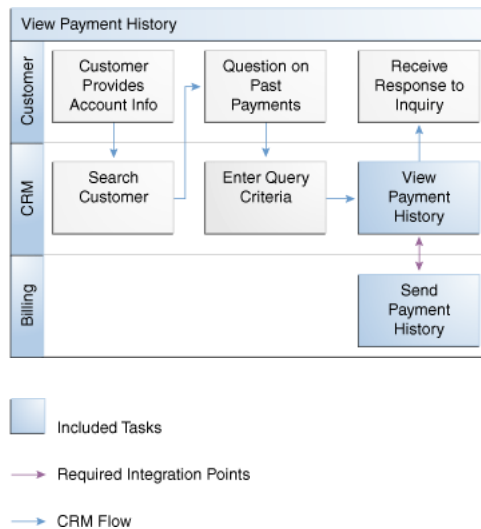 View Payment History
Customer
Customer
Provides
Account Info
Question on
Past
Payments
Receive
Response to
Inquiry
CRM
Search
Customer
Enter Query
Criteria
View
Payment
History
Billing
Send
Payment
History
Included Tasks
Required Integration Points
CRM Flow